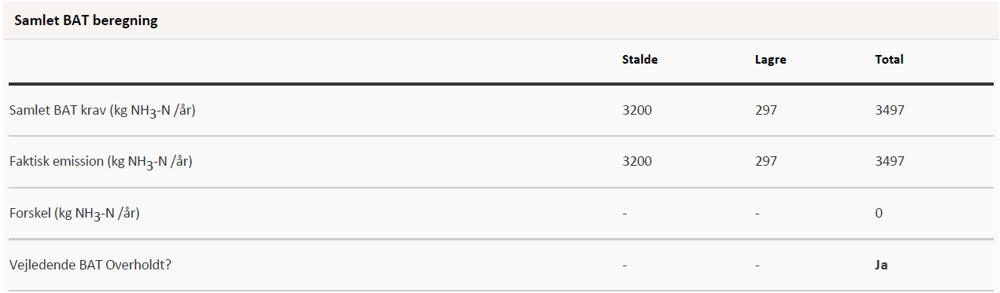 Samlet BAT beregning
Stalde Lagre Total
Samlet BAT krav (kg NH3-N /år) 3200 297 3497
Faktisk emission (kg NH3-N /år) 3200 297 3497
Forskel (kg NH3-N /år) - - 0
Vejledende BAT Overholdt? - - Ja